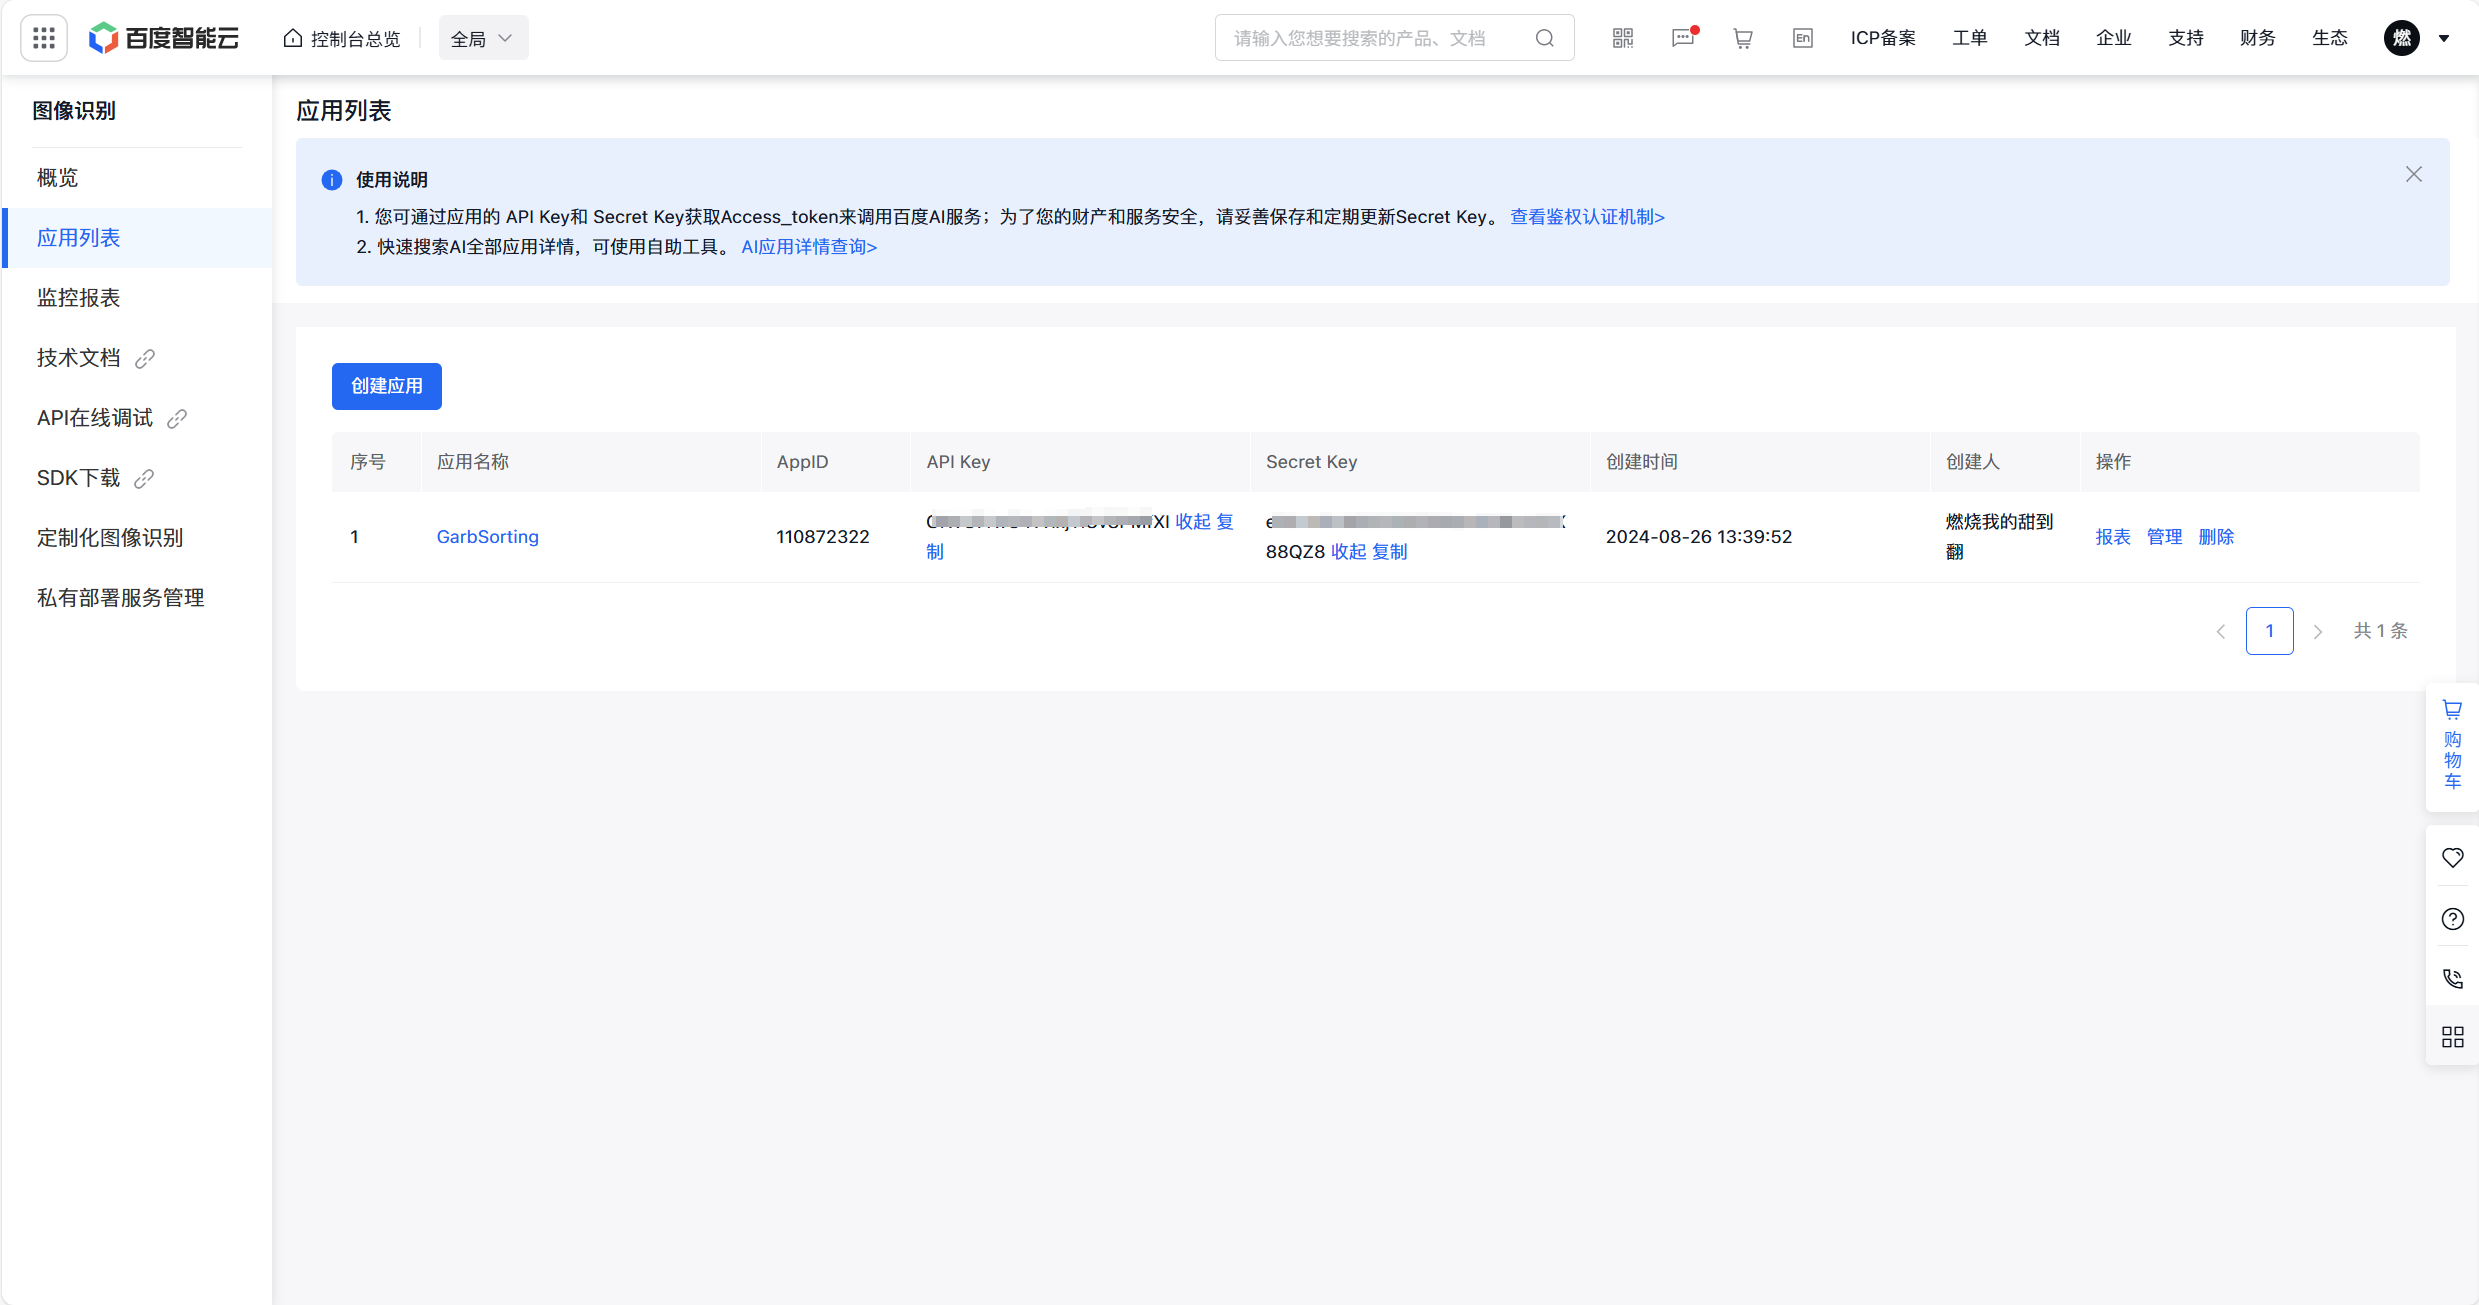 百度智能云
控制台总览
全局
请输入您想要搜索的产品、文档
En
ICP备案
工单
文档
企业
支持
财务
生态
燃
图像识别
概览
应用列表
监控报表
技术文档
API在线调试
SDK下载
定制化图像识别
私有部署服务管理
应用列表
使用说明
1. 您可通过应用的 API Key和 Secret Key获取Access_token来调用百度AI服务；为了您的财产和服务安全，请妥善保存和定期更新Secret Key。 查看鉴权认证机制>
2. 快速搜索AI全部应用详情，可使用自助工具。 AI应用详情查询>
创建应用
序号 应用名称 AppID API Key Secret Key 创建时间 创建人 操作
1 GarbSorting 110872322 收起 复制 88QZ8 收起 复制 2024-08-26 13:39:52 燃烧我的甜到翻 报表 管理 删除
1
共 1 条
购物车